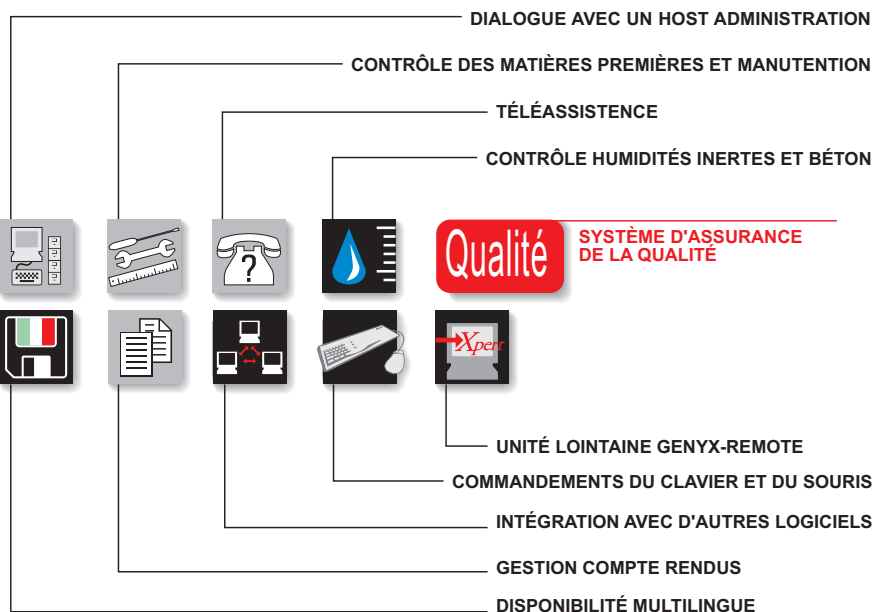 DIALOGUE AVEC UN HOST ADMINISTRATION
CONTRÔLE DES MATIÈRES PREMIÈRES ET MANUTENTION
TÉLÉASSISTENCE
CONTRÔLE HUMIDITÉS INERTES ET BÉTON
?
Qualité
SYSTÈME D'ASSURANCE
DE LA QUALITÉ
Xpert
UNITÉ LOINTAINE GENYX-REMOTE
COMMANDEMENTS DU CLAVIER ET DU SOURIS
INTÉGRATION AVEC D'AUTRES LOGICIELS
GESTION COMPTE RENDUS
DISPONIBILITÉ MULTILINGUE